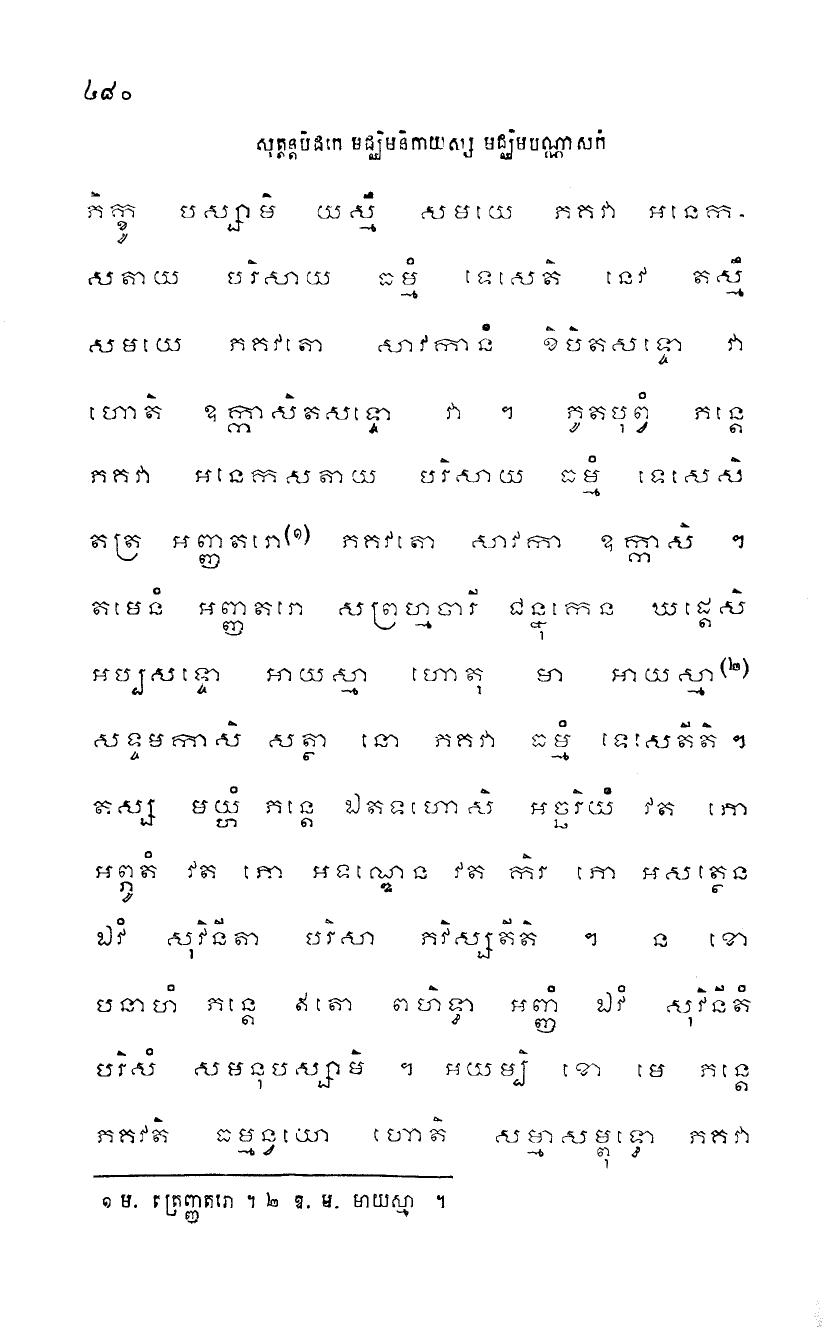 ៤៨០
សុត្តន្តបិដកេ មជ្ឈិមនិកាយស្ស មជ្ឈិមបណ្ណាសកំ
ភិក្ខូ បស្សាមិ យស្មឹ សមយេ ភគវា អនេក-
សតាយ បរិសាយ ធម្មំ ទេសេតិ នេវ តស្មឹ
សមយេ ភគវតោ សាវកានំ ខិបិតសទ្ទោ វា
ហោតិ ឧក្កាសិតសទ្ទោ វា ។ ភូតបុព្វំ ភន្តេ
ភគវា អនេកសតាយ បរិសាយ ធម្មំ ទេសេសិ
តត្រ អញ្ញតរោ(១) ភគវតោ សាវកោ ឧក្កាសិ ។
តមេនំ អញ្ញតរោ សព្រហ្មចារី ជន្នុកេន ឃដ្តេសិ
អប្បសទ្ទោ អាយស្មា ហោតុ មា អាយស្មា(២)
សទ្ទមកាសិ សត្ថា នោ ភគវា ធម្មំ ទេសេតីតិ ។
តស្ស មយ្ហំ ភន្តេ ឯតទហោសិ អច្ឆរិយំ វត ភោ
អព្ភូតំ វត ភោ អទណ្ឌេន វត កិរ ភោ អសត្ថេន
ឯវំ សុវិនីតា បរិសា ភវិស្សតីតិ ។ ន ខោ
បនាហំ ភន្តេ ឥតោ ពហិទ្ធា អញ្ញំ ឯវំ សុវិនីតំ
បរិសំ សមនុបស្សាមិ ។ អយម្បិ ខោ មេ ភន្តេ
ភគវតិ ធម្មន្វយោ ហោតិ សម្មាសម្ពុទ្ធោ ភគវា
១ ម. ត្រេញ្ញតរោ ។ ២ ឱ. ម. មាយស្មា ។